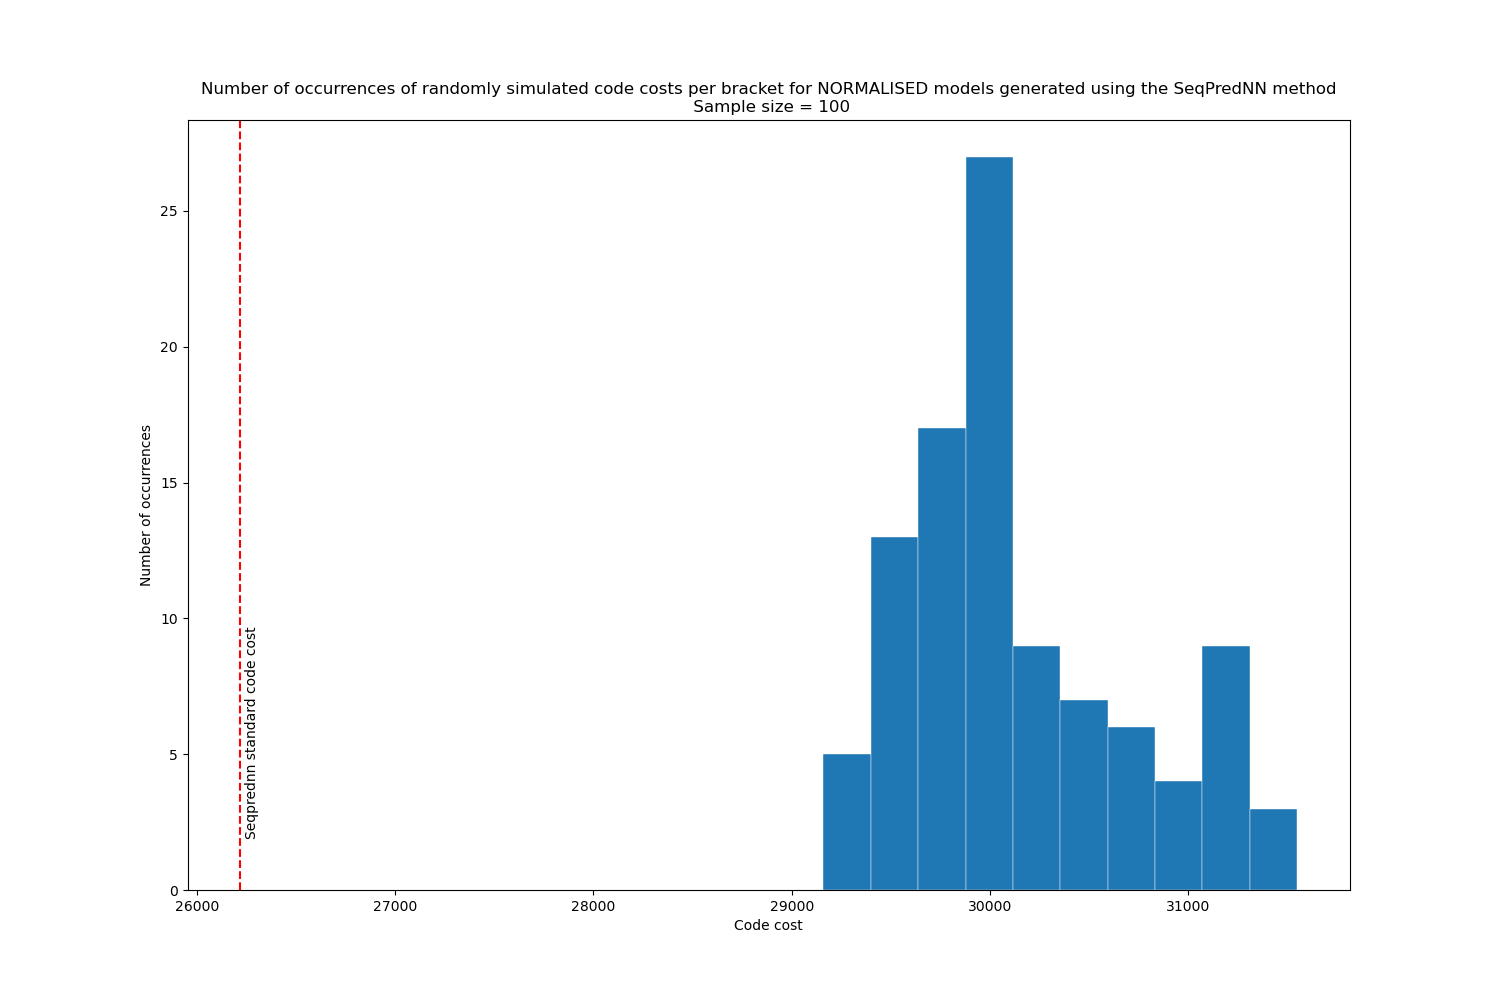 Number of occurrences of randomly simulated code costs per bracket for NORMALISED models generated using the SeqPredNN method
Sample size = 100
25
20
15
10
5
0
Number of occurrences
Seqprednn standard code cost
26000
27000
28000
29000
30000
31000
Code cost